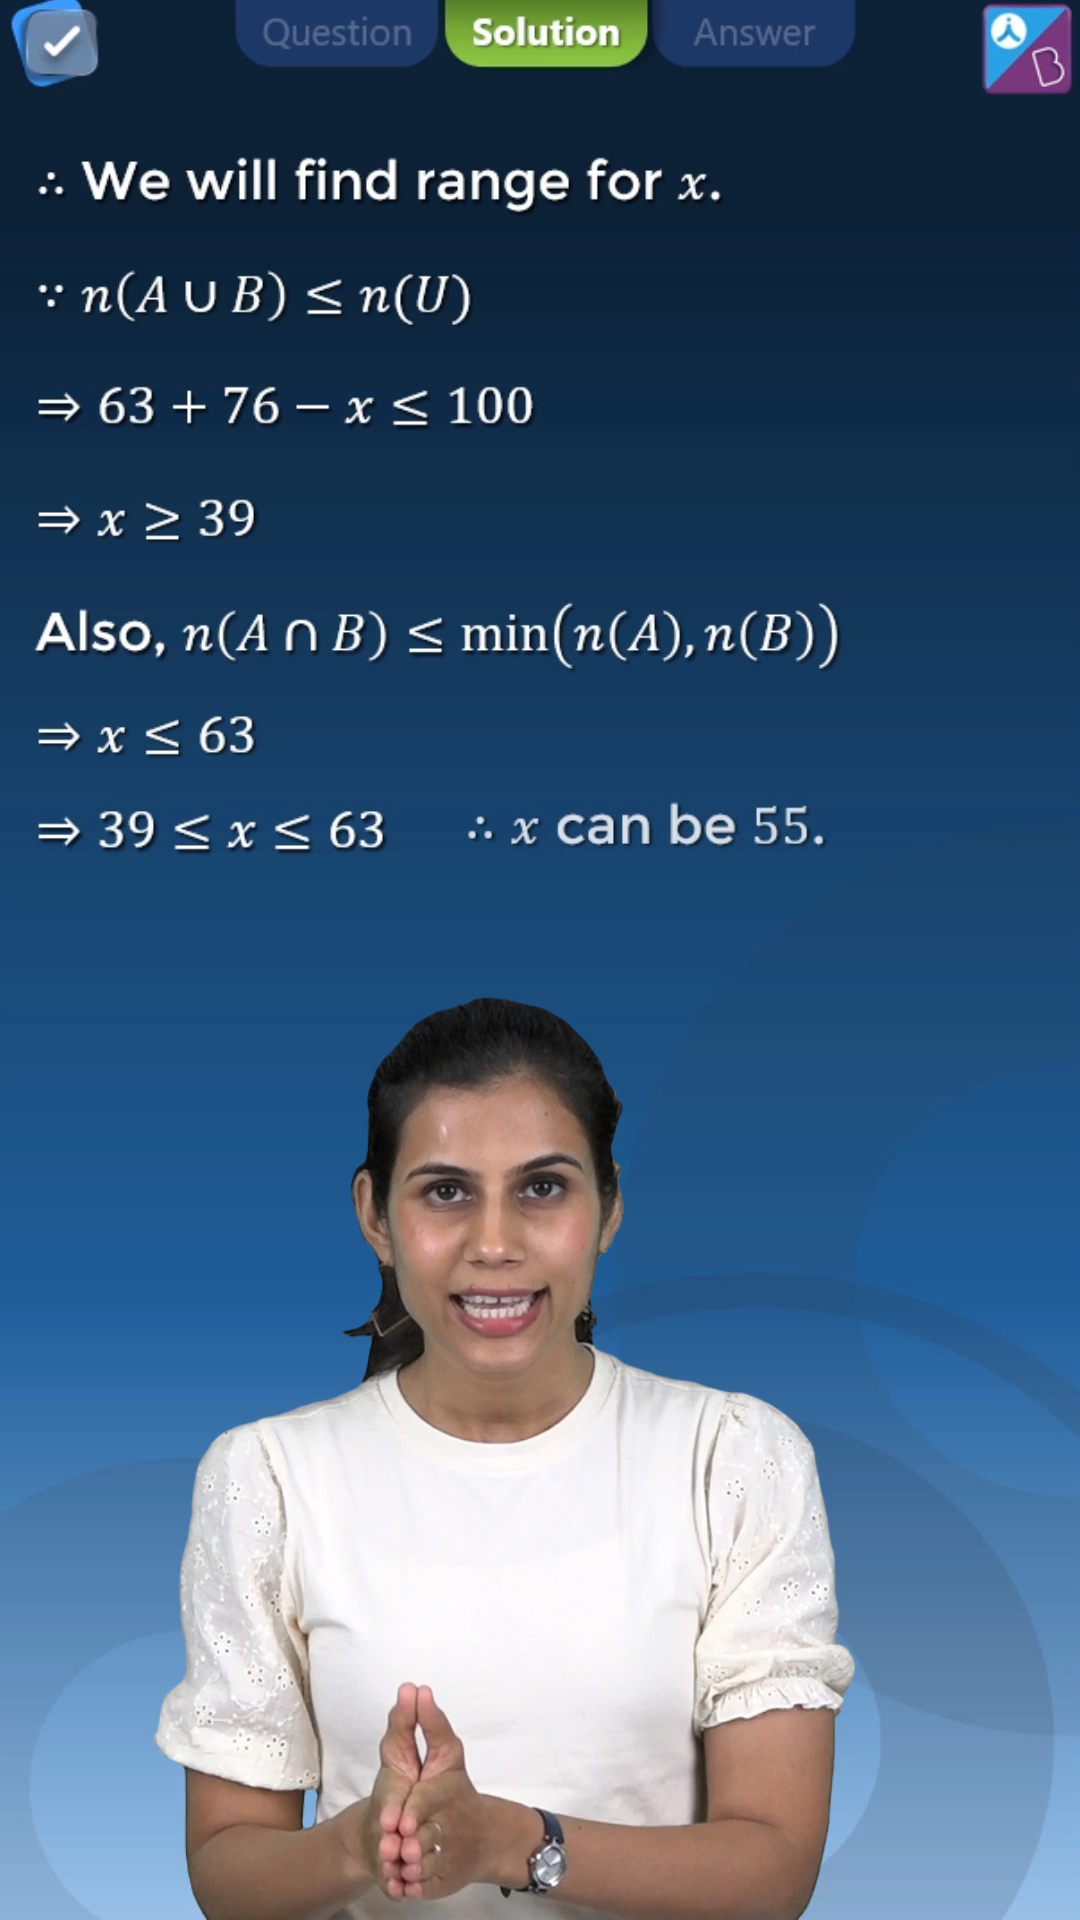 Question Solution Answer
∴ We will find range for x.
∵ n(A ∪ B) ≤ n(U)
⇒ 63 + 76 − x ≤ 100
⇒ x ≥ 39
Also, n(A ∩ B) ≤ min(n(A), n(B))
⇒ x ≤ 63
⇒ 39 ≤ x ≤ 63 ∴ x can be 55.
B